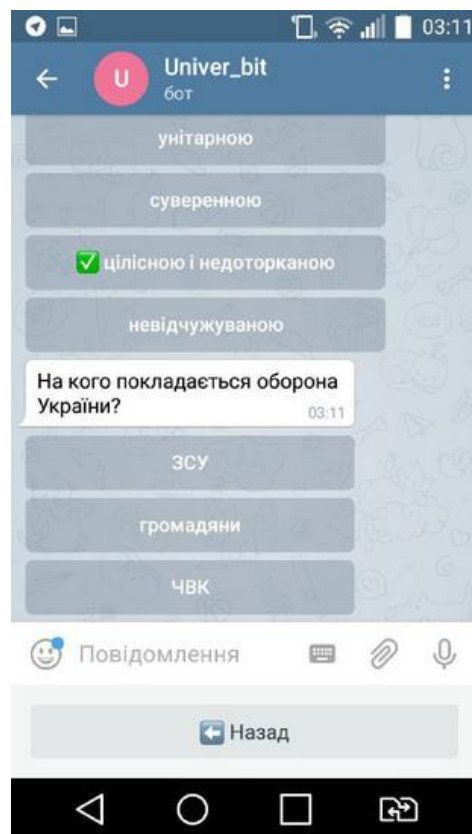 03:11
U
Univer_bit
бот
унітарною
суверенною
✅ цілісною і недоторканою
невідчужуваною
На кого покладається оборона
України?
03:11
ЗСУ
громадяни
ЧВК
Повідомлення
Назад